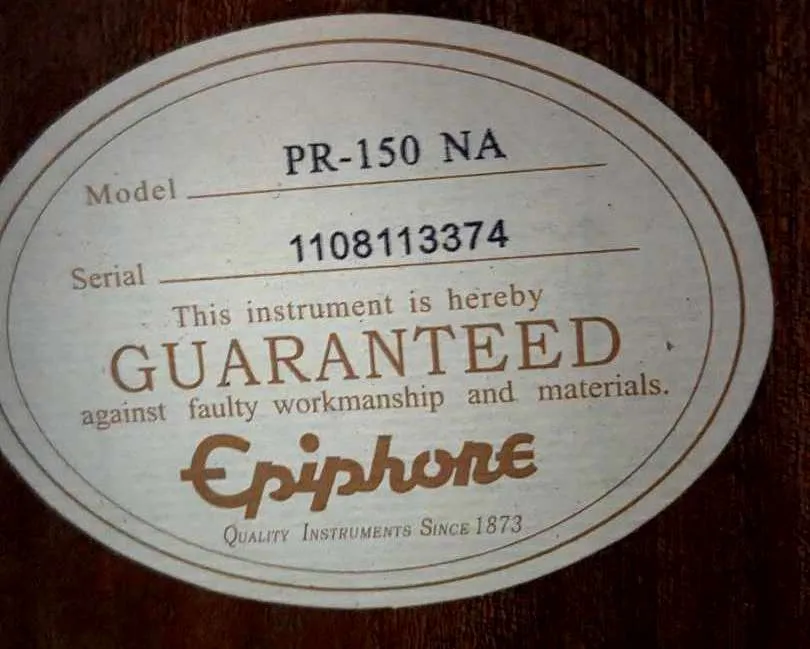 Model PR-150 NA
Serial 1108113374
This instrument is hereby
GUARANTEED
against faulty workmanship and materials.
Epiphone
QUALITY INSTRUMENTS SINCE 1873